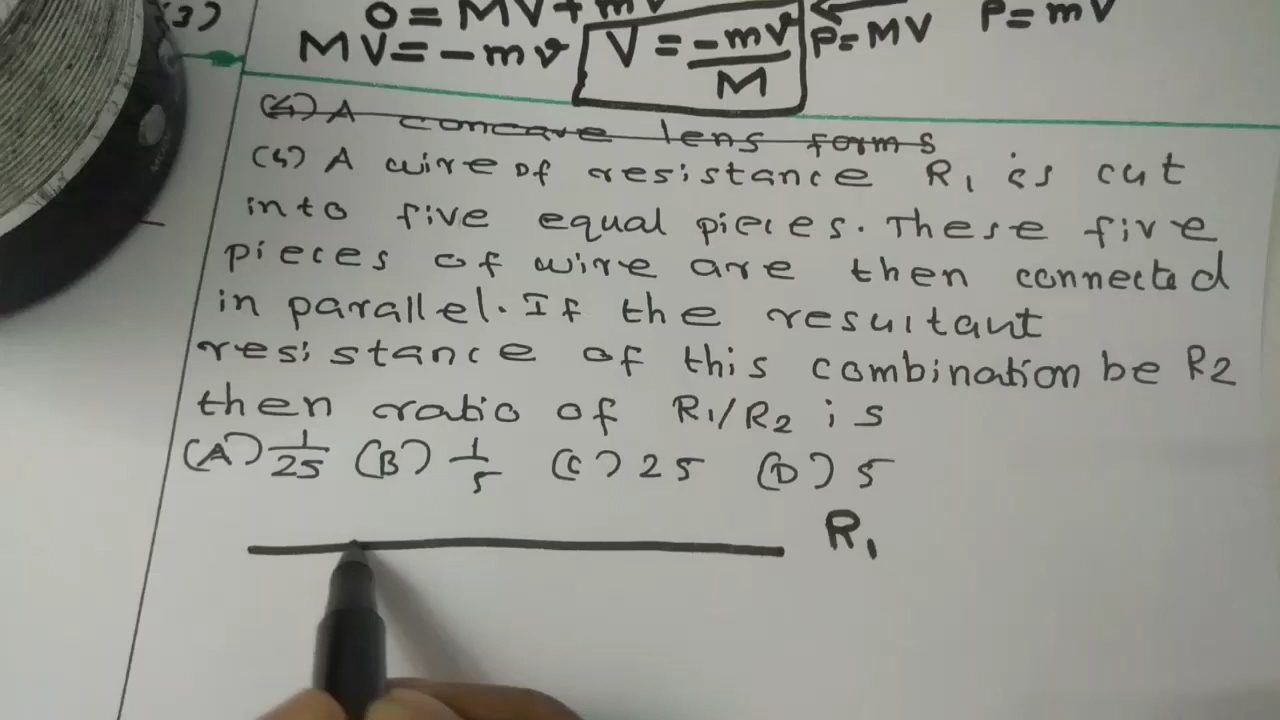 (3)
0 = MV + mv
MV = -mv V = -mv/M P = MV P = mv
(4) A concave lens forms
(4) A wire of resistance R1 is cut
into five equal pieces. These five
pieces of wire are then connected
in parallel. If the resultant
resistance of this combination be R2
then ratio of R1/R2 is
(A) 1/25 (B) 1/5 (C) 25 (D) 5
R1